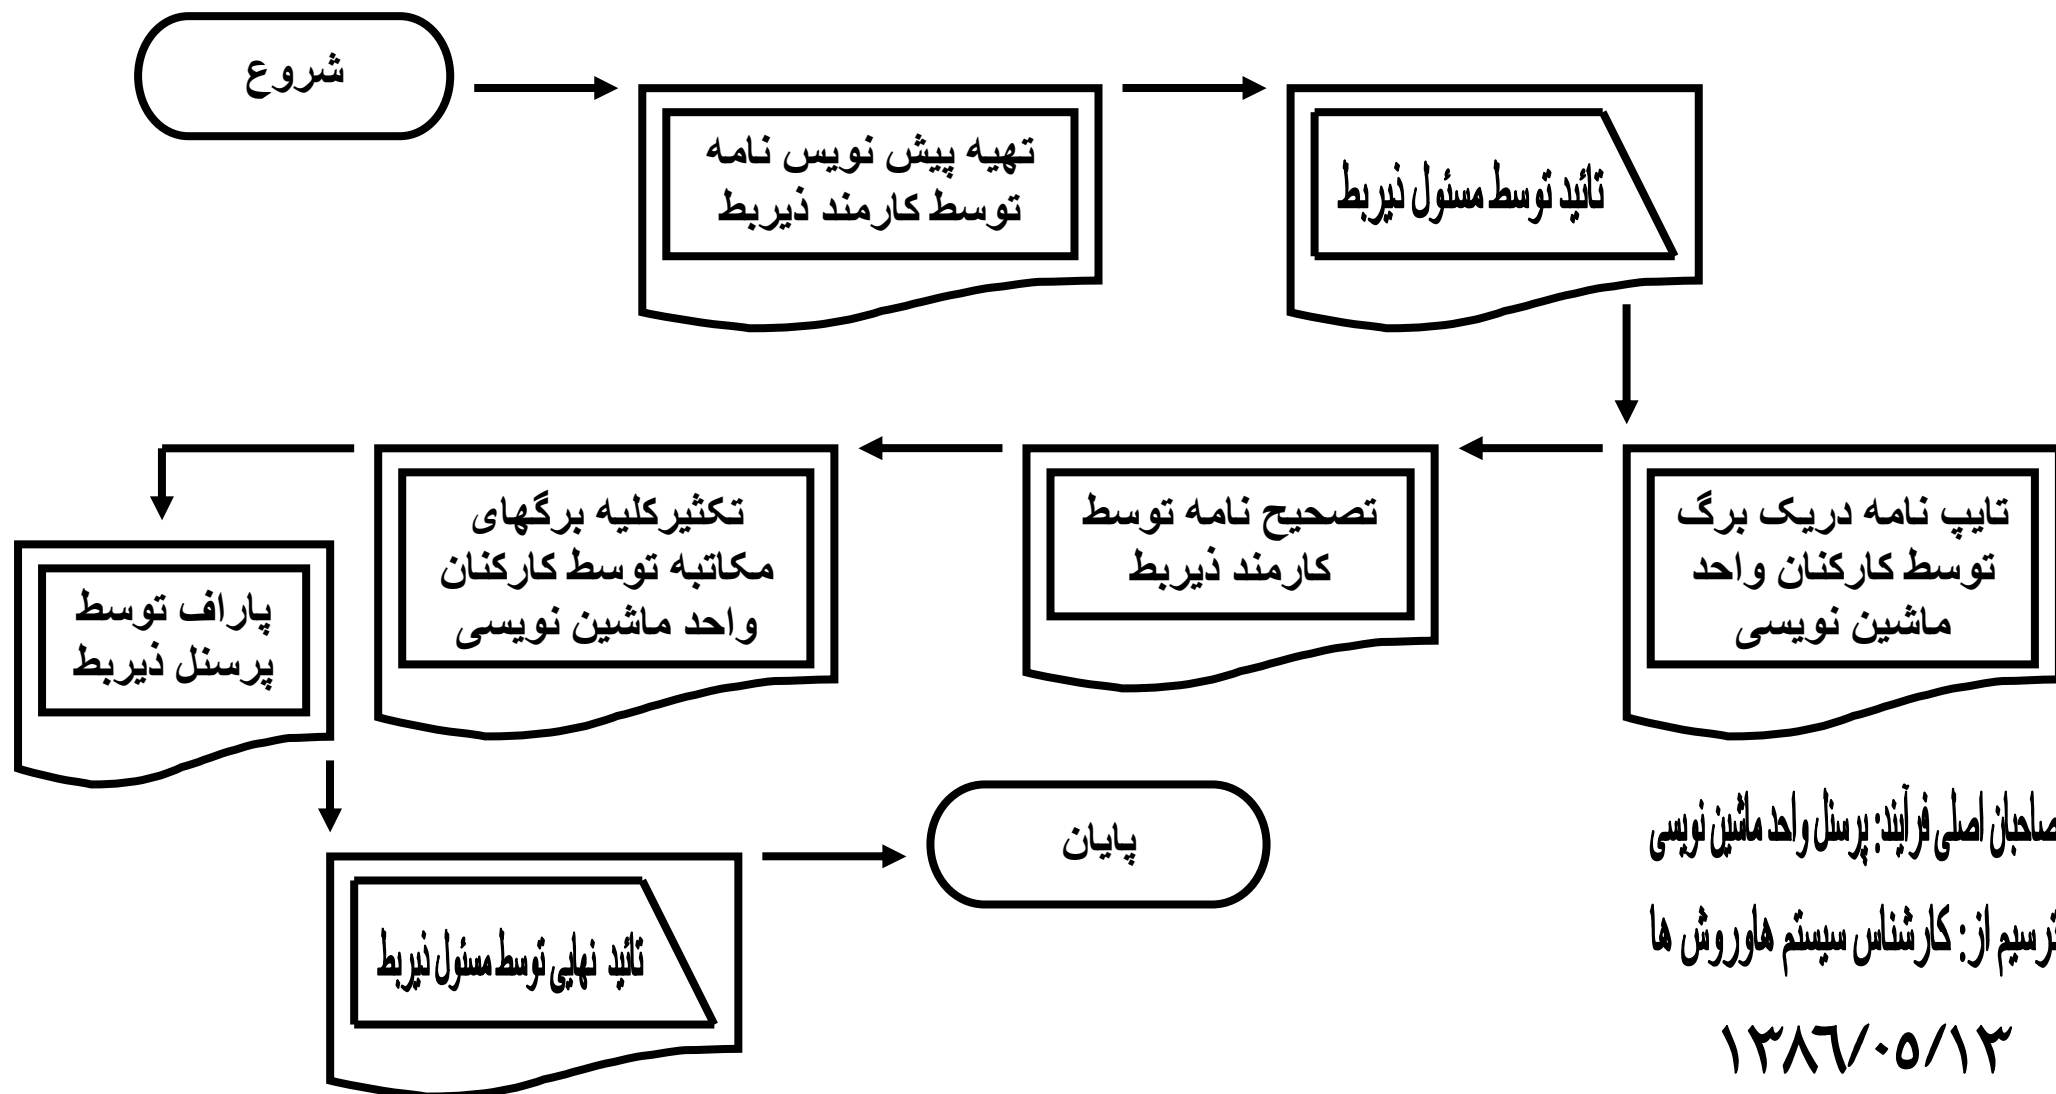 شروع
تهیه پیش نویس نامه
توسط کارمند ذیربط
تائید توسط مسئول ذیربط
تایپ نامه دریک برگ
توسط کارکنان واحد
ماشین نویسی
تصحیح نامه توسط
کارمند ذیربط
تکثیرکلیه برگهای
مکاتبه توسط کارکنان
واحد ماشین نویسی
پاراف توسط
پرسنل ذیربط
تائید نهایی توسط مسئول ذیربط
پایان
صاحبان اصلی فرآیند: پرسنل واحد ماشین نویسی
ترسیم از: کارشناس سیستم هاوروش ها
۱۳۸۶/۰۵/۱۳